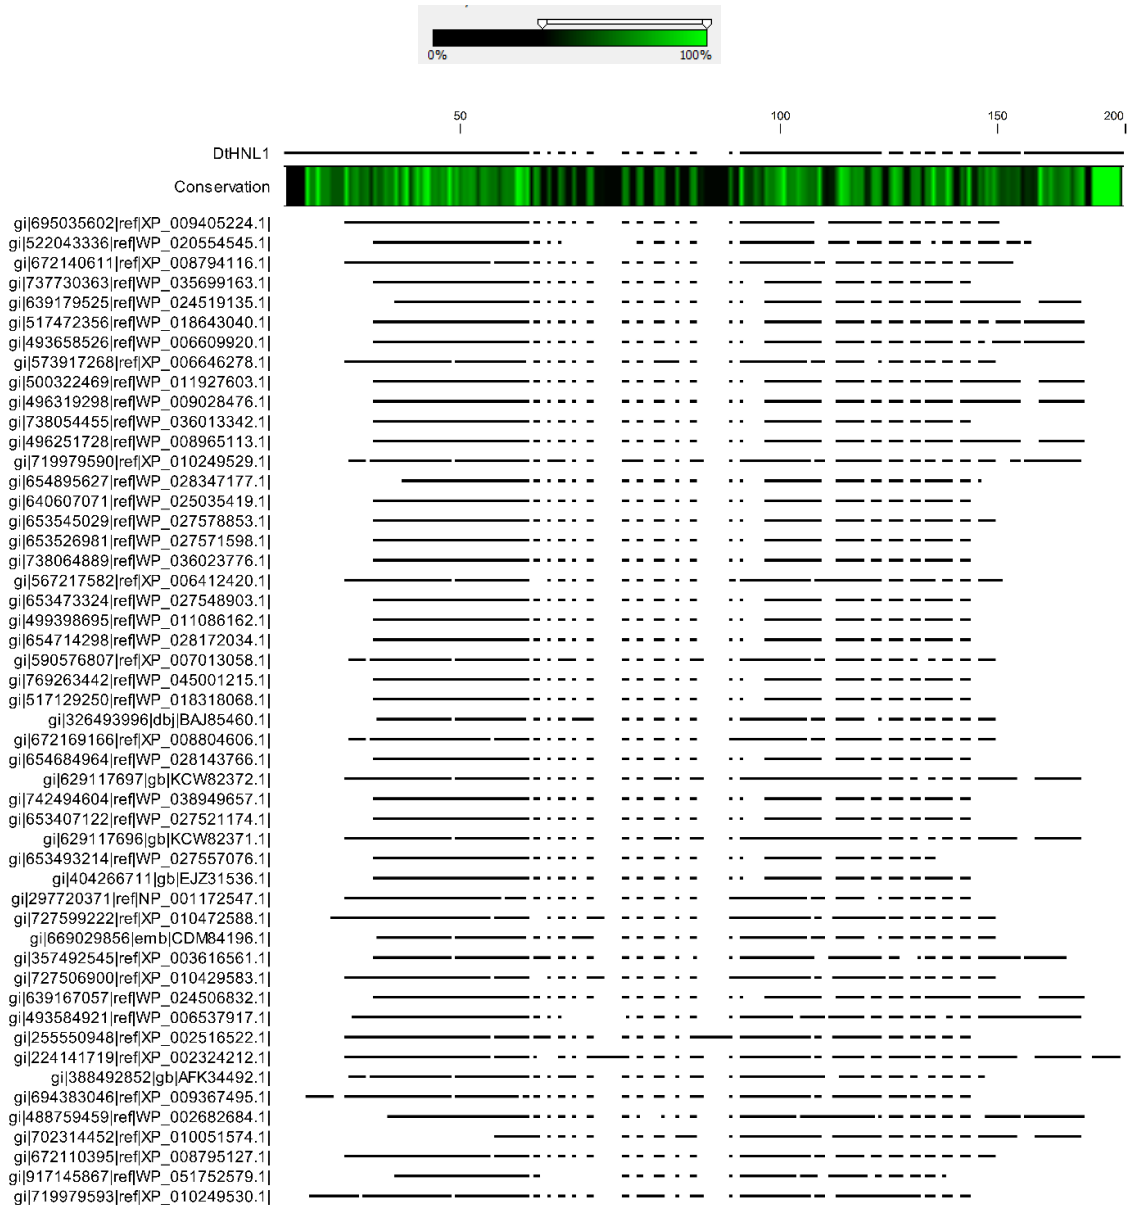 0% 100%
50 100 150 200
DtHNL1
Conservation
gi|695035602|ref|XP_009405224.1|
gi|522043336|ref|WP_020554545.1|
gi|672140611|ref|XP_008794116.1|
gi|737730363|ref|WP_035699163.1|
gi|639179525|ref|WP_024519135.1|
gi|517472356|ref|WP_018643040.1|
gi|493658526|ref|WP_006609920.1|
gi|573917268|ref|XP_006646278.1|
gi|500322469|ref|WP_011927603.1|
gi|496319298|ref|WP_009028476.1|
gi|738054455|ref|WP_036013342.1|
gi|496251728|ref|WP_008965113.1|
gi|719979590|ref|XP_010249529.1|
gi|654895627|ref|WP_028347177.1|
gi|640607071|ref|WP_025035419.1|
gi|653545029|ref|WP_027578853.1|
gi|653526981|ref|WP_027571598.1|
gi|738064889|ref|WP_036023776.1|
gi|567217582|ref|XP_006412420.1|
gi|653473324|ref|WP_027548903.1|
gi|499398695|ref|WP_011086162.1|
gi|654714298|ref|WP_028172034.1|
gi|590576807|ref|XP_007013058.1|
gi|769263442|ref|WP_045001215.1|
gi|517129250|ref|WP_018318068.1|
gi|326493996|dbj|BAJ85460.1|
gi|672169166|ref|XP_008804606.1|
gi|654684964|ref|WP_028143766.1|
gi|629117697|gb|KCW82372.1|
gi|742494604|ref|WP_038949657.1|
gi|653407122|ref|WP_027521174.1|
gi|629117696|gb|KCW82371.1|
gi|653493214|ref|WP_027557076.1|
gi|404266711|gb|EJZ31536.1|
gi|297720371|ref|NP_001172547.1|
gi|727599222|ref|XP_010472588.1|
gi|669029856|emb|CDM84196.1|
gi|357492545|ref|XP_003616561.1|
gi|727506900|ref|XP_010429583.1|
gi|639167057|ref|WP_024506832.1|
gi|493584921|ref|WP_006537917.1|
gi|255550948|ref|XP_002516522.1|
gi|224141719|ref|XP_002324212.1|
gi|388492852|gb|AFK34492.1|
gi|694383046|ref|XP_009367495.1|
gi|488759459|ref|WP_002682684.1|
gi|702314452|ref|XP_010051574.1|
gi|672110395|ref|XP_008795127.1|
gi|917145867|ref|WP_051752579.1|
gi|719979593|ref|XP_010249530.1|